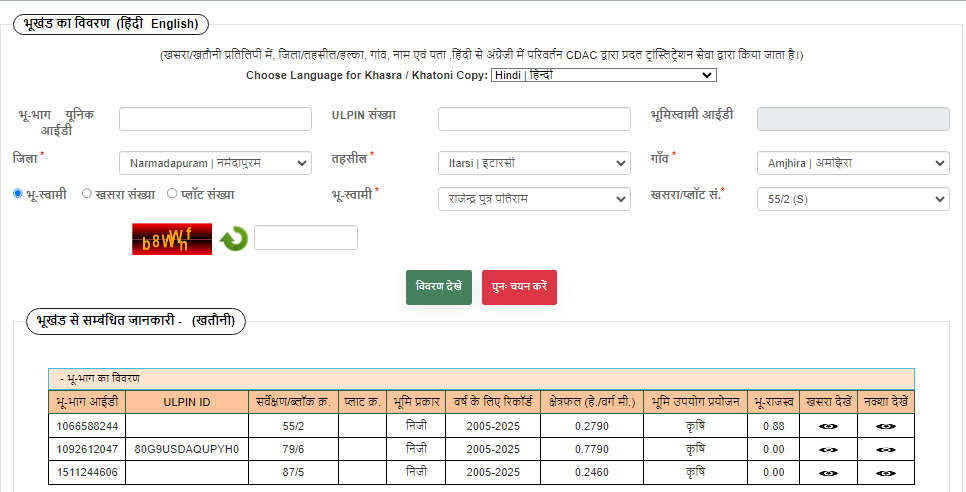 भूखंड का विवरण (हिंदी English)
(खसरा/खतौनी प्रतिलिपी में, जिला/तहसील/हल्का, गांव, नाम एवं पता ,हिंदी से अंग्रेजी में परिवर्तन CDAC द्वारा प्रदत ट्रांस्लिट्रेशन सेवा द्वारा किया जाता है।)
Choose Language for Khasra / Khatoni Copy: Hindi | हिन्दी
भू-भाग यूनिक आईडी
ULPIN संख्या
भूमिस्वामी आईडी
जिला * Narmadapuram | नर्मदापुरम
तहसील * Itarsi | इटारसी
गाँव * Amjhira | अमझिरा
भू-स्वामी खसरा संख्या प्लॉट संख्या
भू-स्वामी * राजेन्द्र पुत्र पतिराम
खसरा/प्लॉट सं.* 55/2 (S)
विवरण देखें पुनः चयन करें
भूखंड से सम्बंधित जानकारी - (खतौनी)
- भू-भाग का विवरण
भू-भाग आईडी ULPIN ID सर्वेक्षण/ब्लॉक क्र. प्लाट क्र. भूमि प्रकार वर्ष के लिए रिकॉर्ड क्षेत्रफल (हे./वर्ग मी.) भूमि उपयोग प्रयोजन भू-राजस्व खसरा देखें नक्शा देखें
1066588244 55/2 निजी 2005-2025 0.2790 कृषि 0.88
1092612047 80G9USDAQUPYH0 79/6 निजी 2005-2025 0.7790 कृषि 0.00
1511244606 87/5 निजी 2005-2025 0.2460 कृषि 0.00